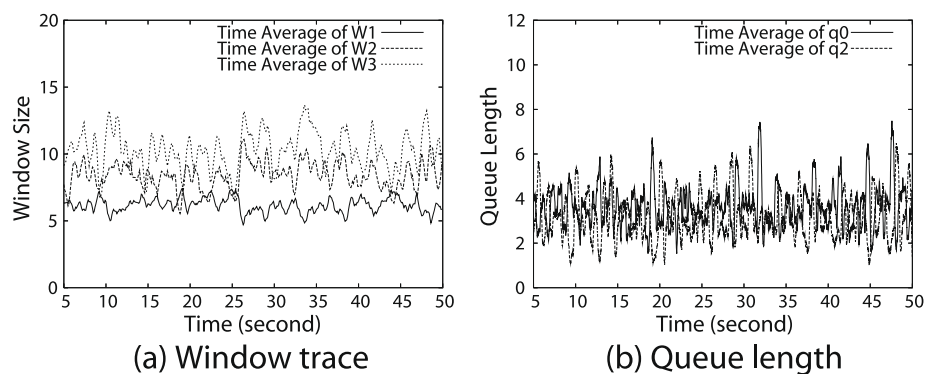 20
15
10
5
0
Window Size
Time Average of W1
Time Average of W2
Time Average of W3
5 10 15 20 25 30 35 40 45 50
Time (second)
(a) Window trace
12
10
8
6
4
2
0
Queue Length
Time Average of q0
Time Average of q2
5 10 15 20 25 30 35 40 45 50
Time (second)
(b) Queue length